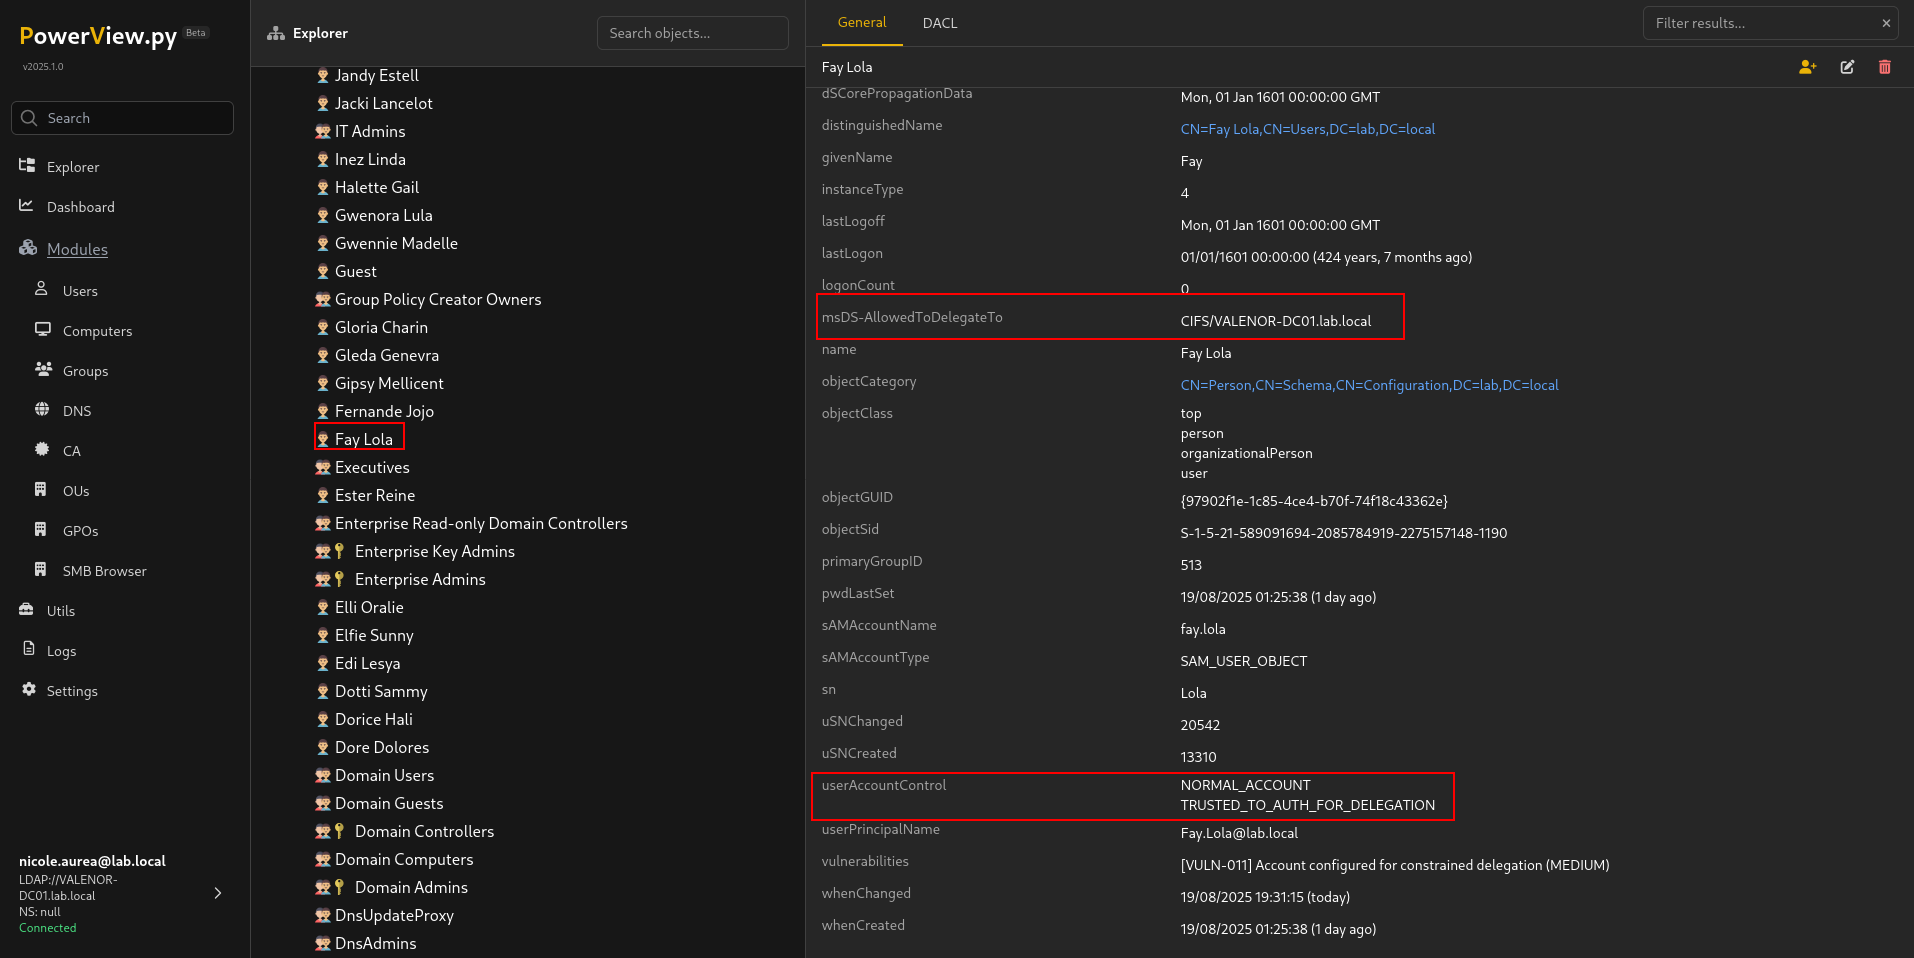 PowerView.py Beta
v2025.1.0
Search
Explorer
Dashboard
Modules
Users
Computers
Groups
DNS
CA
OUs
GPOs
SMB Browser
Utils
Logs
Settings
nicole.aurea@lab.local
LDAP://VALENOR-
DC01.lab.local
NS: null
Connected
Explorer
Search objects...
Jandy Estell
Jacki Lancelot
IT Admins
Inez Linda
Halette Gail
Gwenora Lula
Gwennie Madelle
Guest
Group Policy Creator Owners
Gloria Charin
Gleda Genevra
Gipsy Mellicent
Fernande Jojo
Fay Lola
Executives
Ester Reine
Enterprise Read-only Domain Controllers
Enterprise Key Admins
Enterprise Admins
Elli Oralie
Elfie Sunny
Edi Lesya
Dotti Sammy
Dorice Hali
Dore Dolores
Domain Users
Domain Guests
Domain Controllers
Domain Computers
Domain Admins
DnsUpdateProxy
DnsAdmins
General DACL
Filter results...
Fay Lola
dSCorePropagationData Mon, 01 Jan 1601 00:00:00 GMT
distinguishedName CN=Fay Lola,CN=Users,DC=lab,DC=local
givenName Fay
instanceType 4
lastLogoff Mon, 01 Jan 1601 00:00:00 GMT
lastLogon 01/01/1601 00:00:00 (424 years, 7 months ago)
logonCount 0
msDS-AllowedToDelegateTo CIFS/VALENOR-DC01.lab.local
name Fay Lola
objectCategory CN=Person,CN=Schema,CN=Configuration,DC=lab,DC=local
objectClass top
person
organizationalPerson
user
objectGUID {97902f1e-1c85-4ce4-b70f-74f18c43362e}
objectSid S-1-5-21-589091694-2085784919-2275157148-1190
primaryGroupID 513
pwdLastSet 19/08/2025 01:25:38 (1 day ago)
sAMAccountName fay.lola
sAMAccountType SAM_USER_OBJECT
sn Lola
uSNChanged 20542
uSNCreated 13310
userAccountControl NORMAL_ACCOUNT
TRUSTED_TO_AUTH_FOR_DELEGATION
userPrincipalName Fay.Lola@lab.local
vulnerabilities [VULN-011] Account configured for constrained delegation (MEDIUM)
whenChanged 19/08/2025 19:31:15 (today)
whenCreated 19/08/2025 01:25:38 (1 day ago)